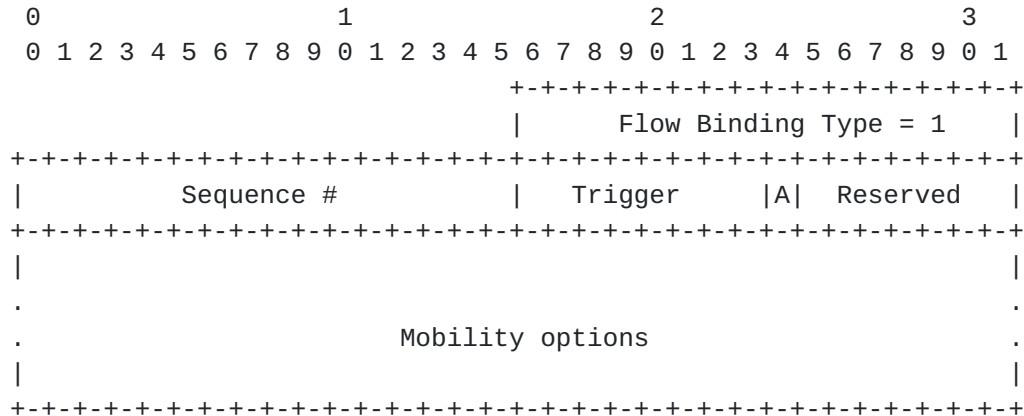 0                   1                   2                   3
 0 1 2 3 4 5 6 7 8 9 0 1 2 3 4 5 6 7 8 9 0 1 2 3 4 5 6 7 8 9 0 1
                                +-+-+-+-+-+-+-+-+-+-+-+-+-+-+-+-+
                                |       Flow Binding Type = 1    |
+-+-+-+-+-+-+-+-+-+-+-+-+-+-+-+-+-+-+-+-+-+-+-+-+-+-+-+-+-+-+-+-+
|          Sequence #           |   Trigger     |A|  Reserved   |
+-+-+-+-+-+-+-+-+-+-+-+-+-+-+-+-+-+-+-+-+-+-+-+-+-+-+-+-+-+-+-+-+
|                                                               |
.                                                               .
.                        Mobility options                       .
|                                                               |
+-+-+-+-+-+-+-+-+-+-+-+-+-+-+-+-+-+-+-+-+-+-+-+-+-+-+-+-+-+-+-+-+